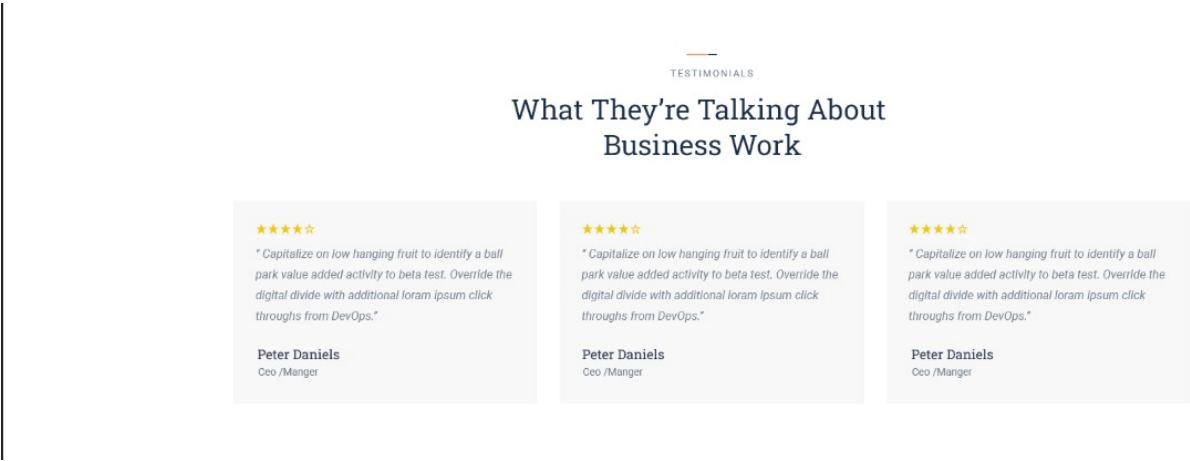 TESTIMONIALS
What They’re Talking About
Business Work
★★★★☆
" Capitalize on low hanging fruit to identify a ball
park value added activity to beta test. Override the
digital divide with additional loram ipsum click
throughs from DevOps."
Peter Daniels
Ceo /Manger
★★★★☆
" Capitalize on low hanging fruit to identify a ball
park value added activity to beta test. Override the
digital divide with additional loram ipsum click
throughs from DevOps."
Peter Daniels
Ceo /Manger
★★★★☆
" Capitalize on low hanging fruit to identify a ball
park value added activity to beta test. Override the
digital divide with additional loram ipsum click
throughs from DevOps."
Peter Daniels
Ceo /Manger